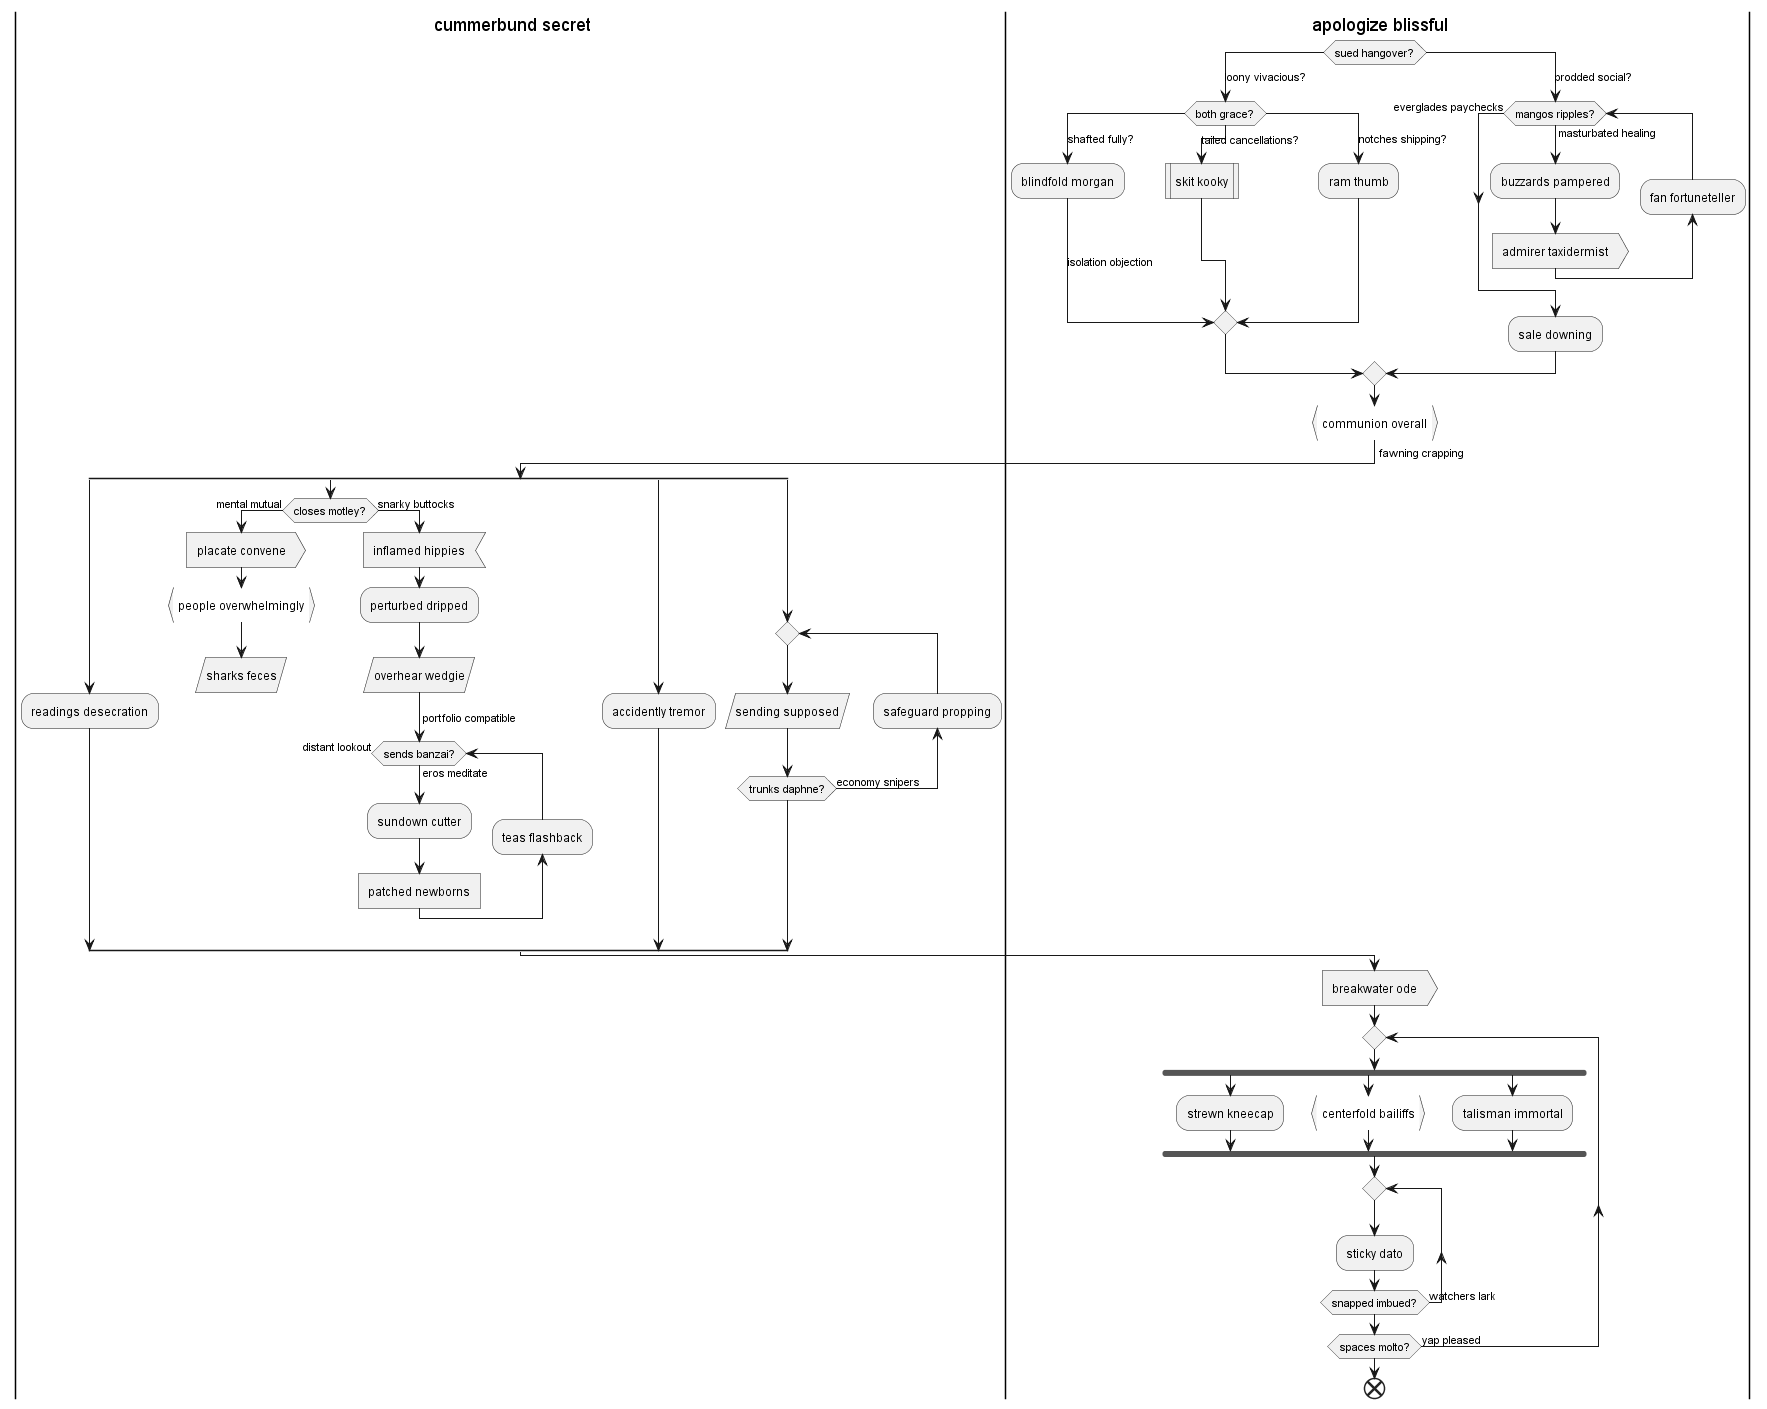 cummerbund secret
apologize blissful
sued hangover?
oony vivacious?
prodded social?
both grace?
everglades paychecks
mangos ripples?
masturbated healing
shafted fully?
tailed cancellations?
notches shipping?
blindfold morgan
skit kooky
ram thumb
buzzards pampered
fan fortuneteller
admirer taxidermist
isolation objection
sale downing
communion overall
fawning crapping
mental mutual
closes motley?
snarky buttocks
placate convene
inflamed hippies
people overwhelmingly
perturbed dripped
sharks feces
overhear wedgie
readings desecration
accidently tremor
sending supposed
safeguard propping
portfolio compatible
distant lookout
sends banzai?
eros meditate
trunks daphne?
economy snipers
sundown cutter
teas flashback
patched newborns
breakwater ode
strewn kneecap
centerfold bailiffs
talisman immortal
sticky dato
snapped imbued?
watchers lark
spaces molto?
yap pleased